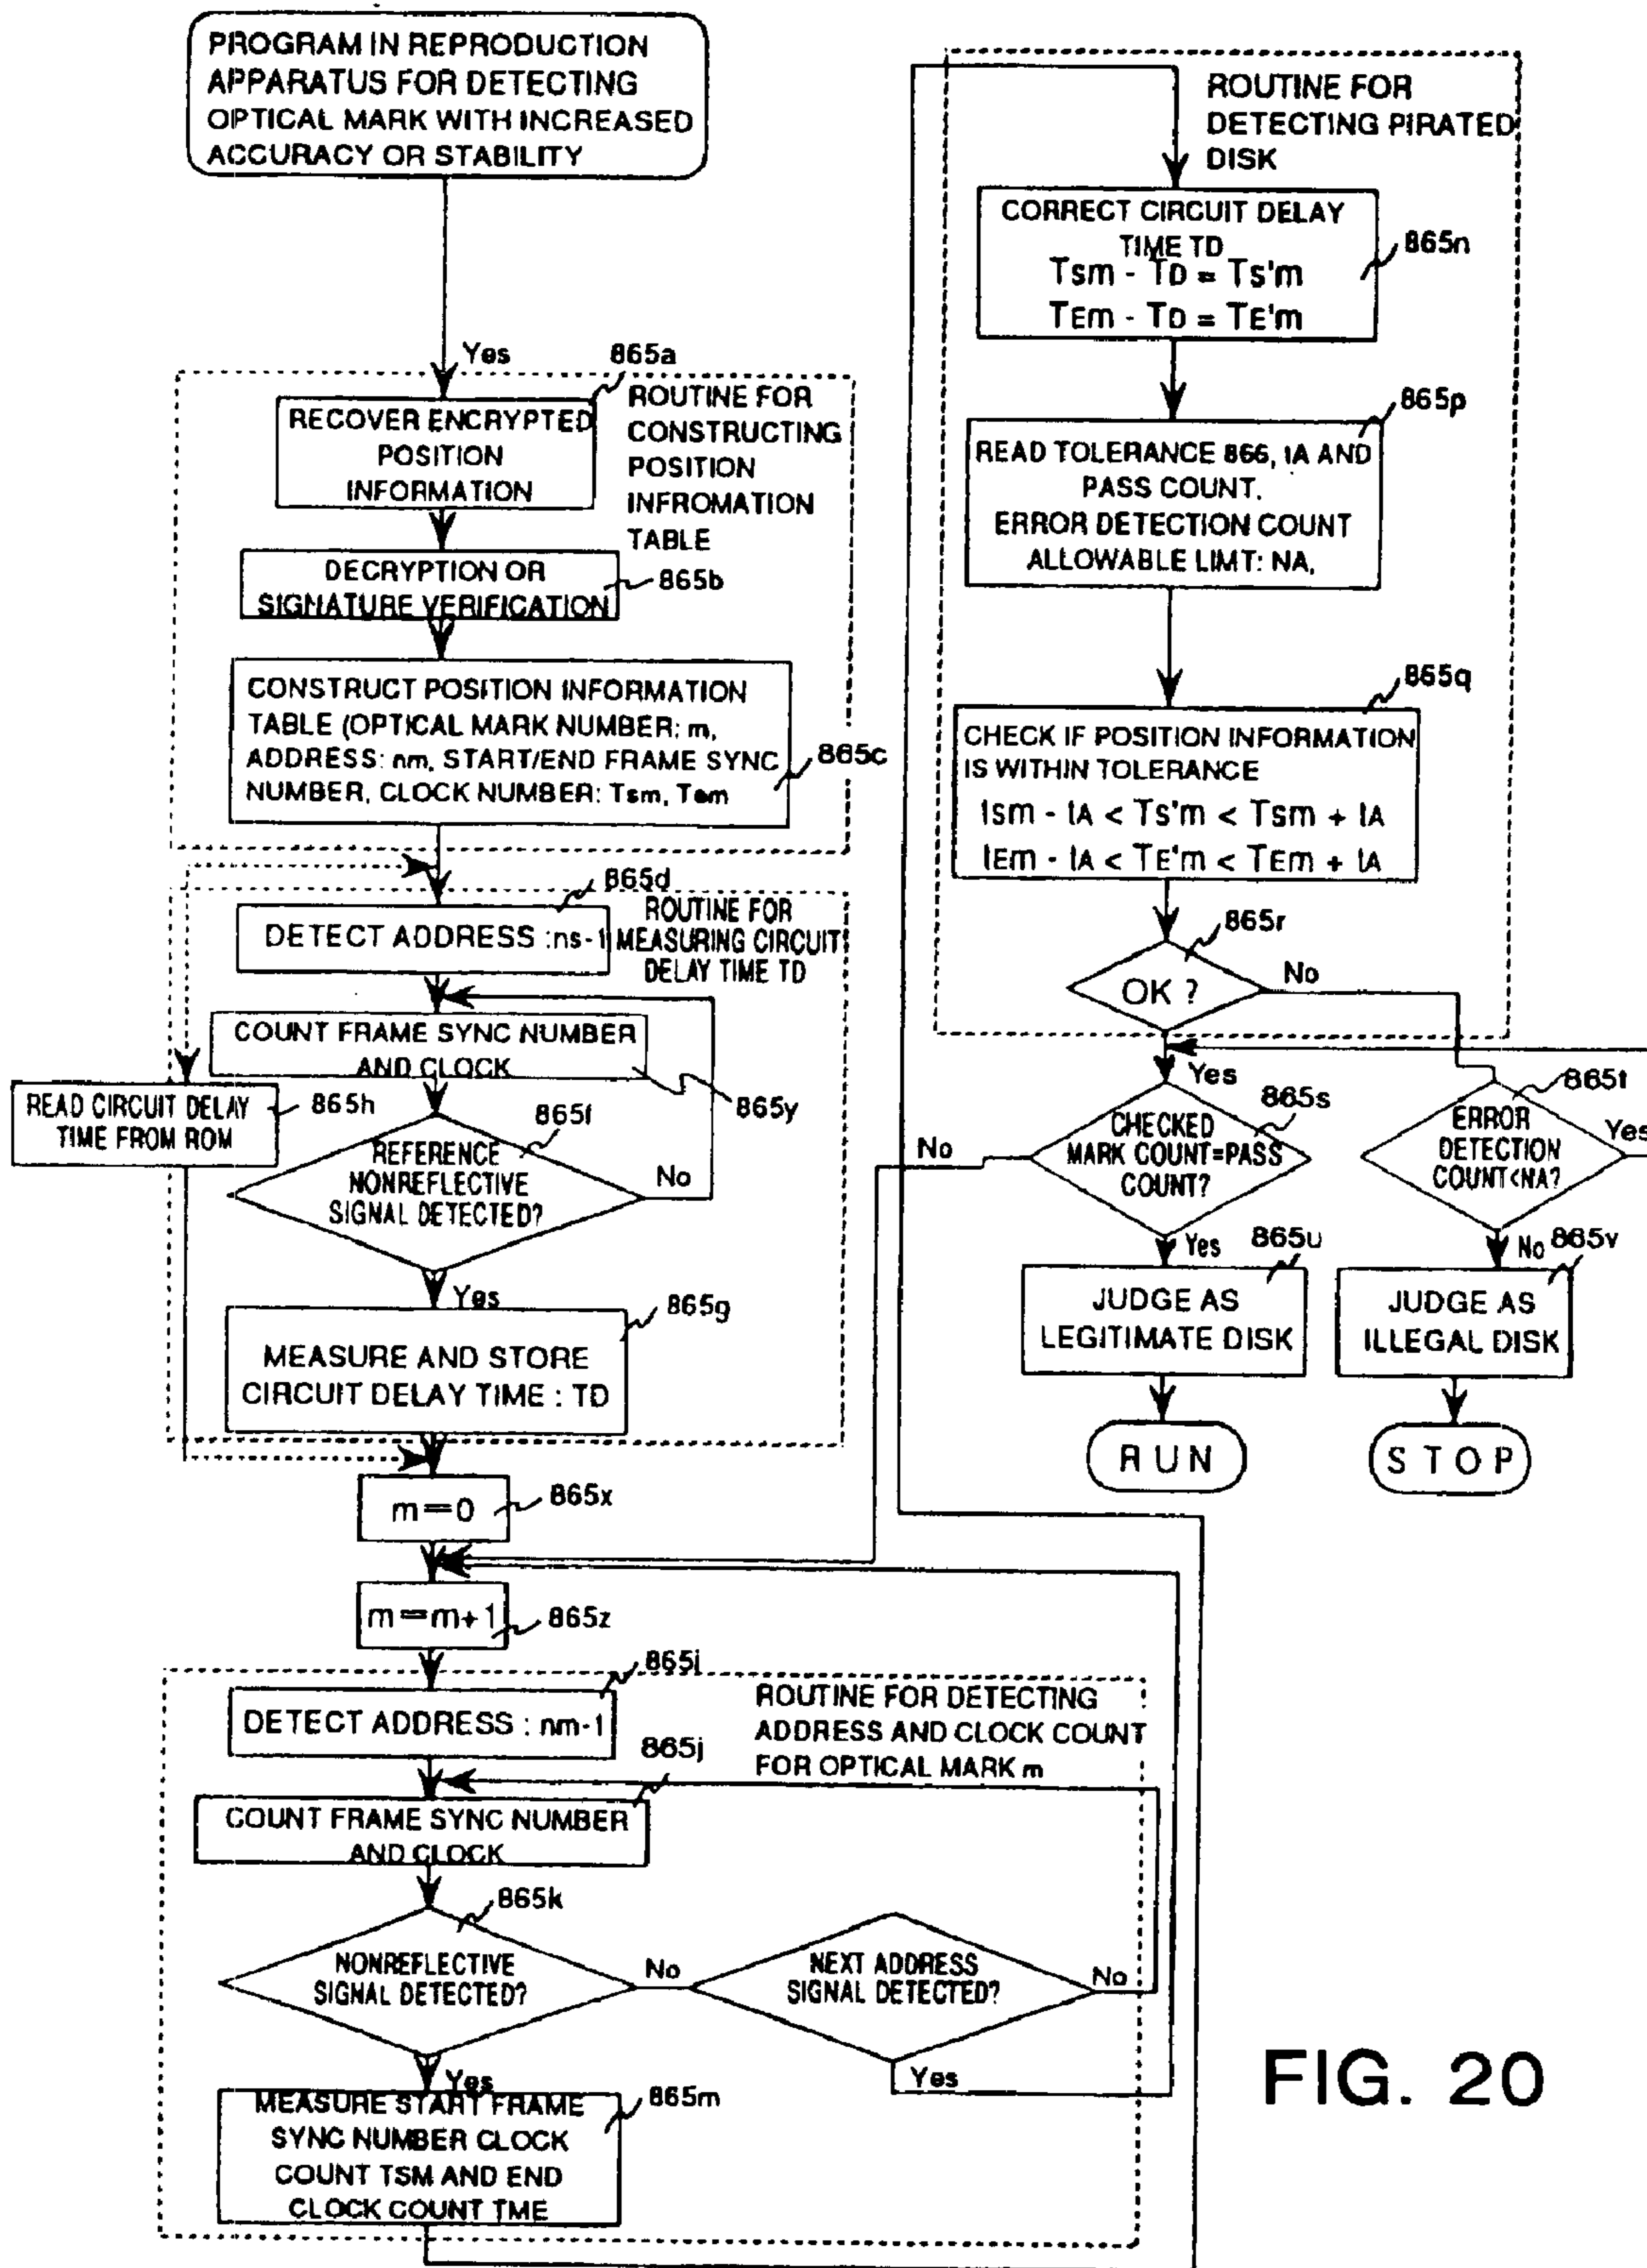 PROGRAM IN REPRODUCTION
APPARATUS FOR DETECTING
OPTICAL MARK WITH INCREASED
ACCURACY OR STABILITY
Yes
865a
RECOVER ENCRYPTED
POSITION
INFORMATION
ROUTINE FOR
CONSTRUCTING
POSITION
INFROMATION
TABLE
DECRYPTION OR
SIGNATURE VERIFICATION
865b
CONSTRUCT POSITION INFORMATION
TABLE (OPTICAL MARK NUMBER: m,
ADDRESS: nm, START/END FRAME SYNC
NUMBER, CLOCK NUMBER: Tsm, Tem
865c
865d
DETECT ADDRESS :ns-1
ROUTINE FOR
MEASURING CIRCUIT
DELAY TIME TD
COUNT FRAME SYNC NUMBER
AND CLOCK
865y
READ CIRCUIT DELAY
TIME FROM ROM
865h
865f
REFERENCE
NONREFLECTIVE
SIGNAL DETECTED?
No
Yes
865g
MEASURE AND STORE
CIRCUIT DELAY TIME : TD
m=0
865x
m=m+1
865z
865i
DETECT ADDRESS : nm-1
ROUTINE FOR DETECTING
ADDRESS AND CLOCK COUNT
FOR OPTICAL MARK m
865j
COUNT FRAME SYNC NUMBER
AND CLOCK
865k
NONREFLECTIVE
SIGNAL DETECTED?
No
NEXT ADDRESS
SIGNAL DETECTED?
No
Yes
Yes
MEASURE START FRAME
SYNC NUMBER CLOCK
COUNT TSM AND END
CLOCK COUNT TME
865m
ROUTINE FOR
DETECTING PIRATED
DISK
CORRECT CIRCUIT DELAY
TIME TD
Tsm - TD = Ts'm
TEm - TD = TE'm
865n
865p
READ TOLERANCE 866, IA AND
PASS COUNT.
ERROR DETECTION COUNT
ALLOWABLE LIMT: NA,
865q
CHECK IF POSITION INFORMATION
IS WITHIN TOLERANCE
Ism - IA < Ts'm < Tsm + IA
IEm - IA < TE'm < TEm + IA
865r
OK ?
No
Yes
865s
CHECKED
MARK COUNT=PASS
COUNT?
No
865t
ERROR
DETECTION
COUNT<NA?
Yes
Yes
865u
No
865v
JUDGE AS
LEGITIMATE DISK
JUDGE AS
ILLEGAL DISK
RUN
STOP
FIG. 20